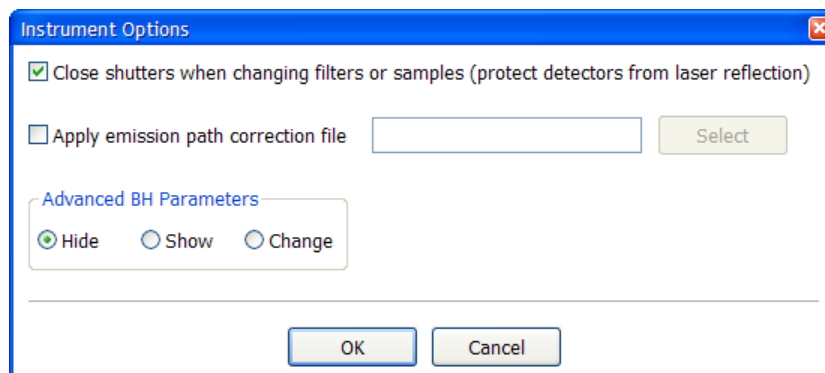 Instrument Options
Close shutters when changing filters or samples (protect detectors from laser reflection)
Apply emission path correction file Select
Advanced BH Parameters
Hide Show Change
OK Cancel